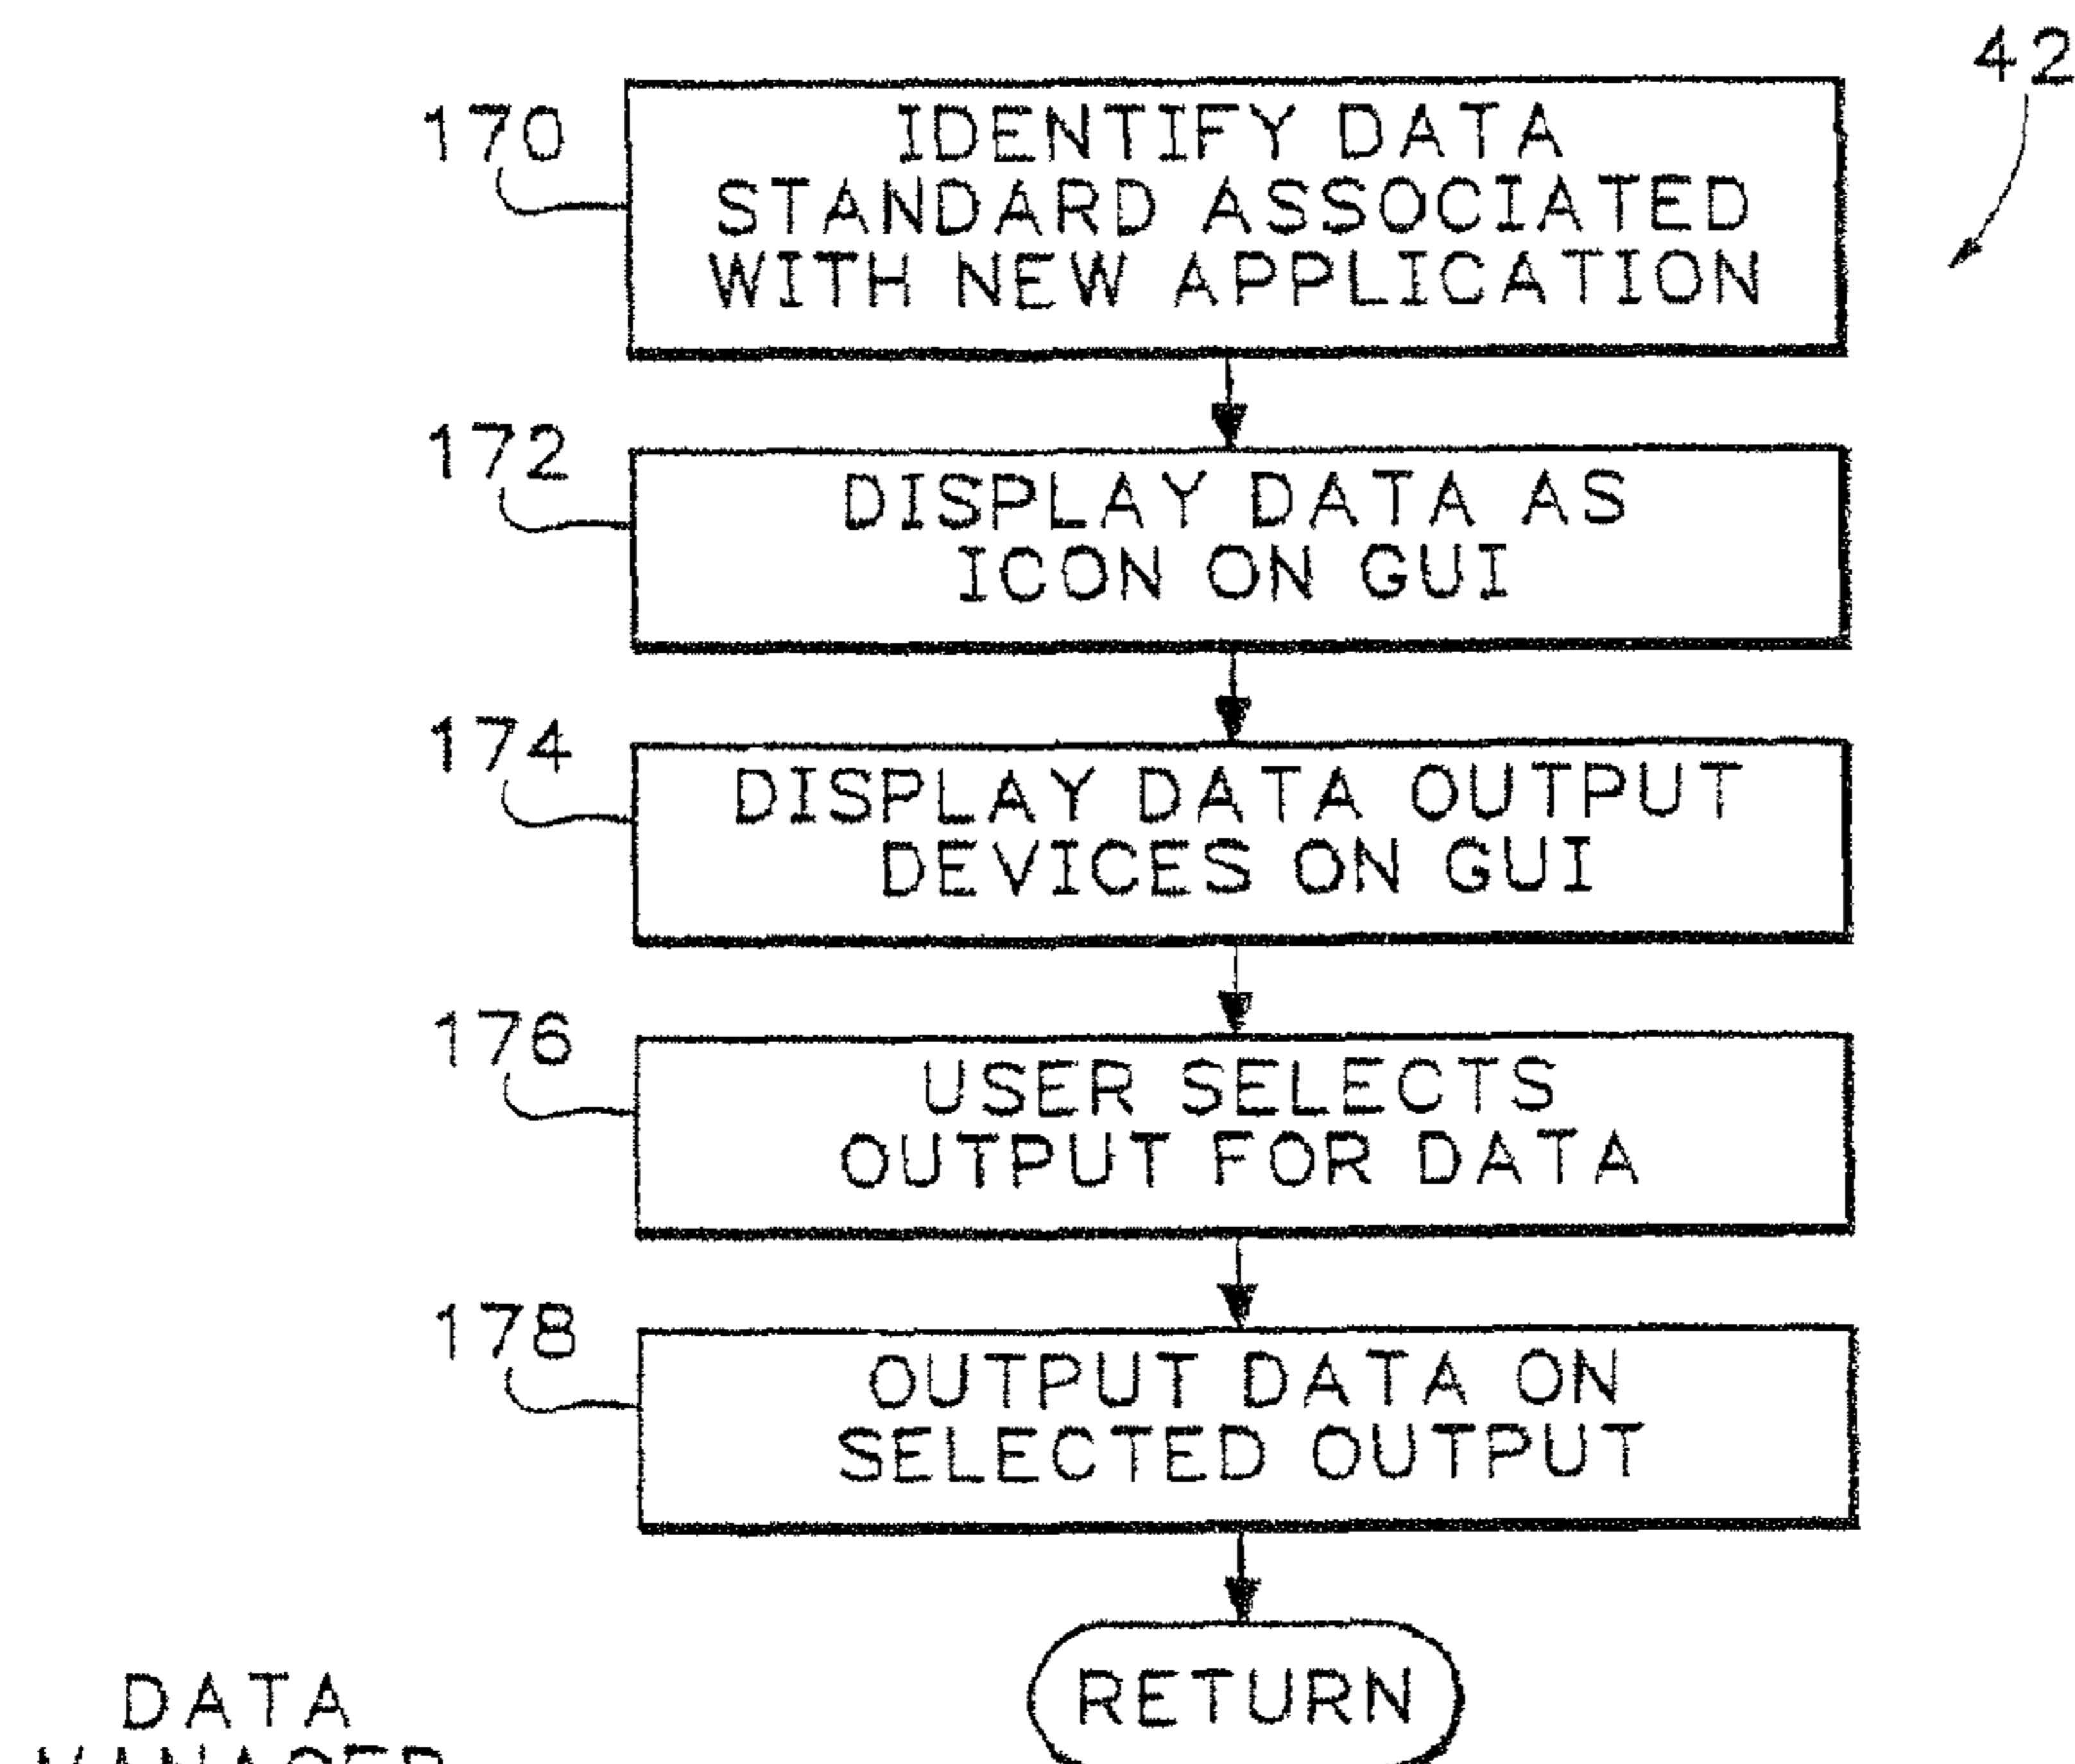 42
170
IDENTIFY DATA
STANDARD ASSOCIATED
WITH NEW APPLICATION
172
DISPLAY DATA AS
ICON ON GUI
174
DISPLAY DATA OUTPUT
DEVICES ON GUI
176
USER SELECTS
OUTPUT FOR DATA
178
OUTPUT DATA ON
SELECTED OUTPUT
RETURN
DATA
MANAGER